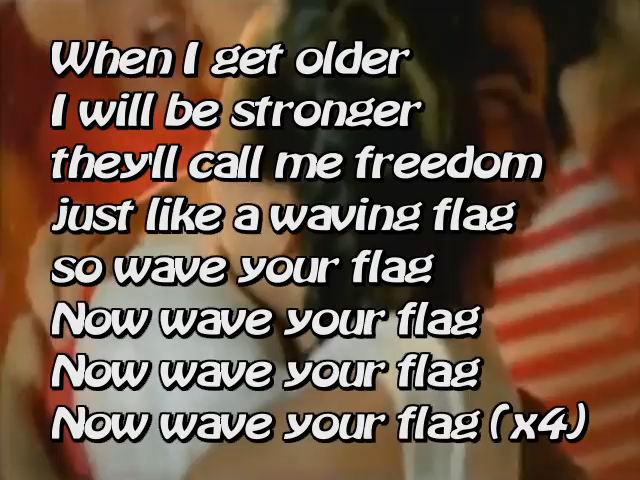 When I get older
I will be stronger
they'll call me freedom
just like a waving flag
so wave your flag
Now wave your flag
Now wave your flag
Now wave your flag (x4)